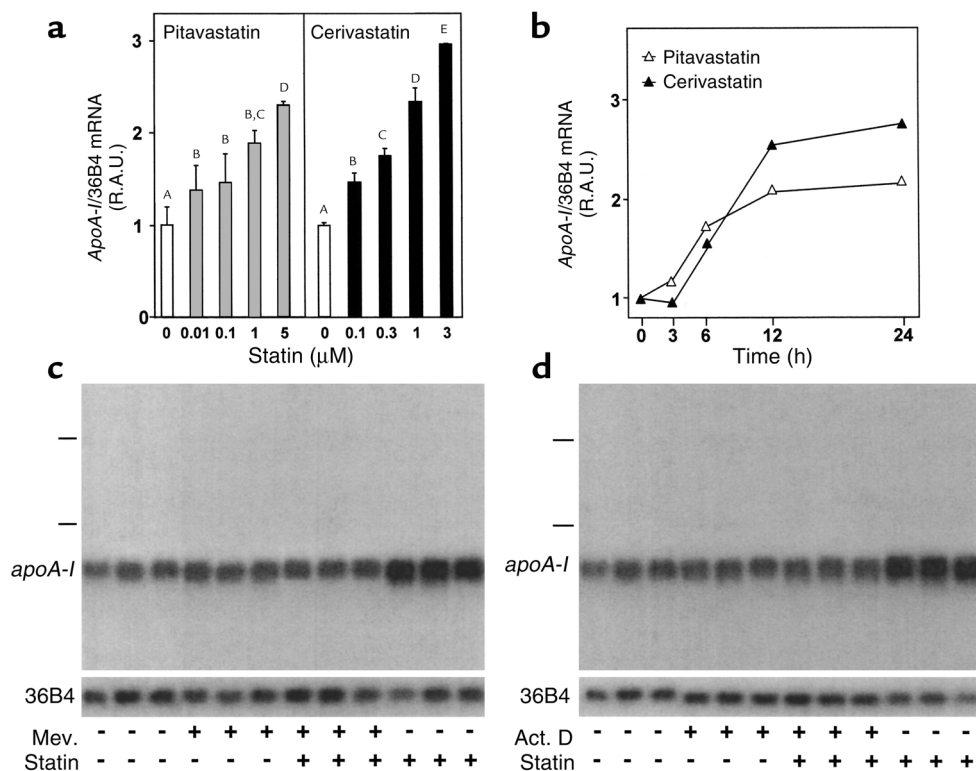 a
Pitavastatin
Cerivastatin
ApoA-I/36B4 mRNA
(R.A.U.)
3
2
1
0
A
B
B
B,C
D
A
B
C
D
E
0 0.01 0.1 1 5
0 0.1 0.3 1 3
Statin (μM)
b
Pitavastatin
Cerivastatin
ApoA-I/36B4 mRNA
(R.A.U.)
3
2
1
0 3 6 12 24
Time (h)
c
apoA-I
36B4
Mev. - - - + + + + + + - - -
Statin - - - - - - + + + + + +
d
apoA-I
36B4
Act. D - - - + + + + + + - - -
Statin - - - - - - + + + + + +